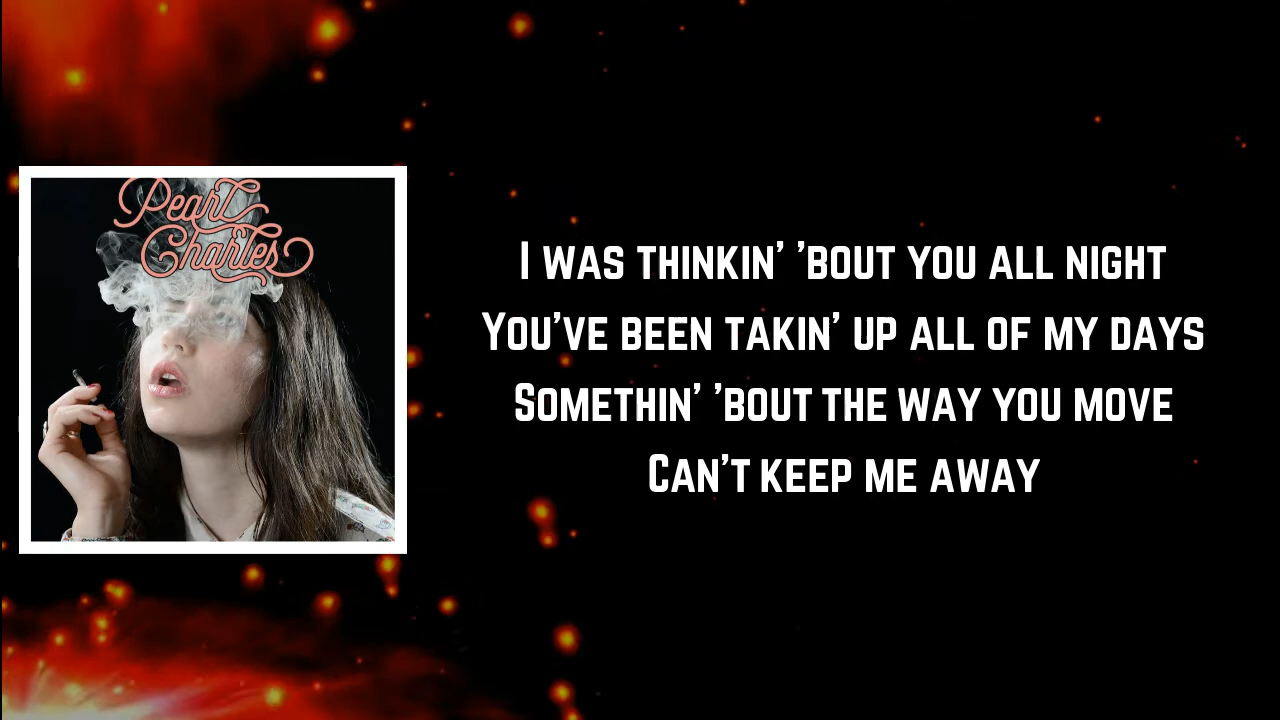 Pearl
Charles
I WAS THINKIN' 'BOUT YOU ALL NIGHT
YOU'VE BEEN TAKIN' UP ALL OF MY DAYS
SOMETHIN' 'BOUT THE WAY YOU MOVE
CAN'T KEEP ME AWAY